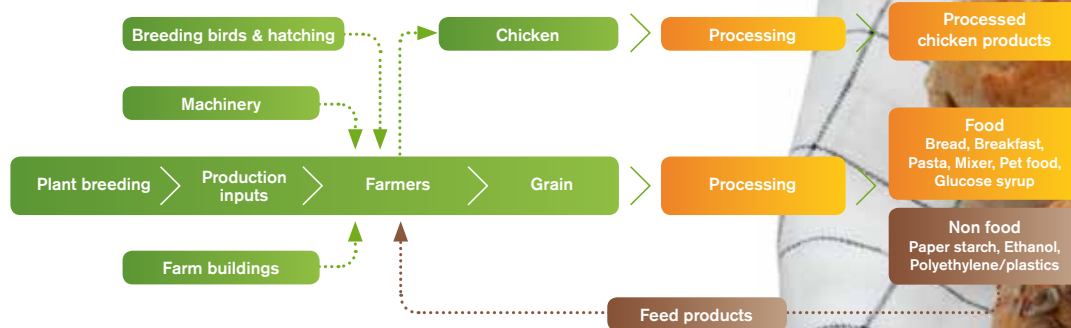 Breeding birds & hatching
Chicken
Processing
Processed
chicken products
Machinery
Plant breeding
Production
inputs
Farmers
Grain
Processing
Food
Bread, Breakfast,
Pasta, Mixer, Pet food,
Glucose syrup
Non food
Paper starch, Ethanol,
Polyethylene/plastics
Farm buildings
Feed products